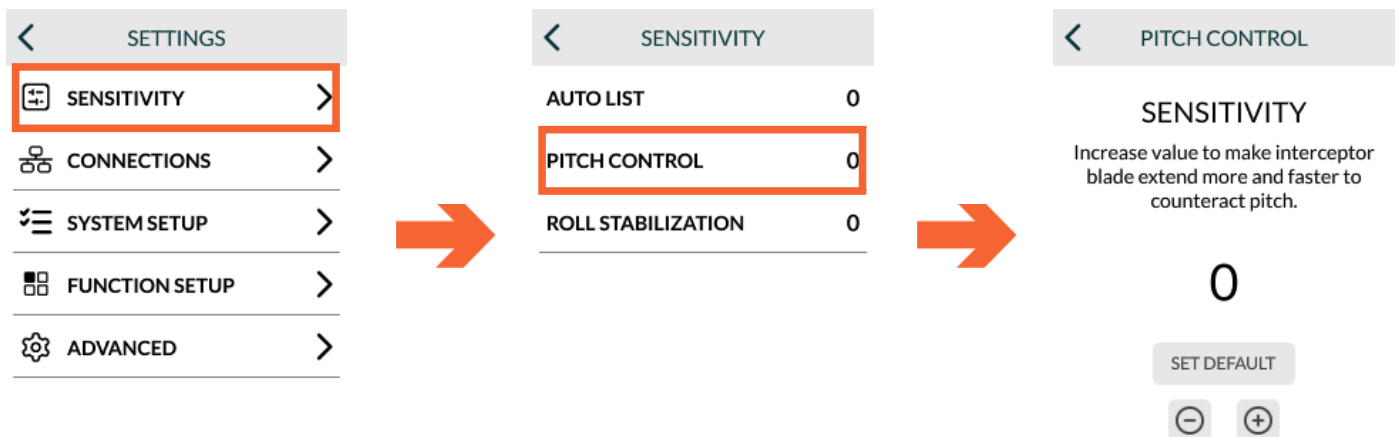 SETTINGS
SENSITIVITY
CONNECTIONS
SYSTEM SETUP
FUNCTION SETUP
ADVANCED
SENSITIVITY
AUTO LIST 0
PITCH CONTROL 0
ROLL STABILIZATION 0
PITCH CONTROL
SENSITIVITY
Increase value to make interceptor
blade extend more and faster to
counteract pitch.
0
SET DEFAULT